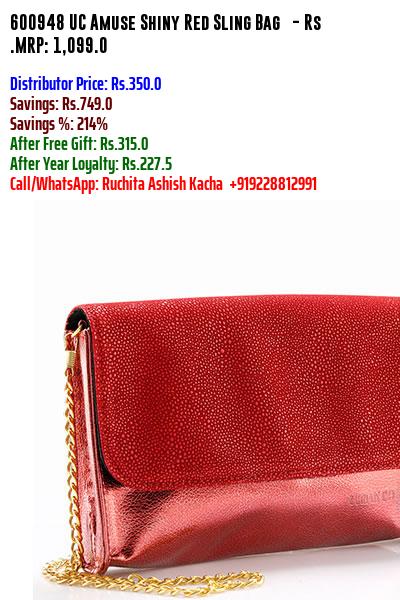 600948 UC Amuse Shiny Red Sling Bag - Rs
.MRP: 1,099.0
Distributor Price: Rs.350.0
Savings: Rs.749.0
Savings %: 214%
After Free Gift: Rs.315.0
After Year Loyalty: Rs.227.5
Call/WhatsApp: Ruchita Ashish Kacha +919228812991